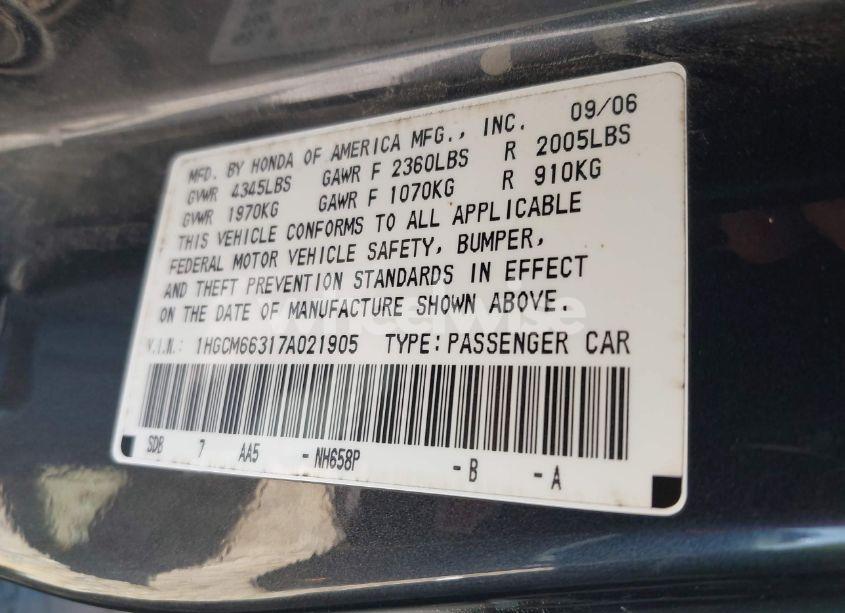 09/06
MFD. BY HONDA OF AMERICA MFG., INC.
GVWR 4345LBS GAWR F 2360LBS R 2005LBS
GVWR 1970KG GAWR F 1070KG R 910KG
THIS VEHICLE CONFORMS TO ALL APPLICABLE
FEDERAL MOTOR VEHICLE SAFETY, BUMPER,
AND THEFT PREVENTION STANDARDS IN EFFECT
ON THE DATE OF MANUFACTURE SHOWN ABOVE.
V.I.N.: 1HGCM66317A021905 TYPE: PASSENGER CAR
SDB 7 AA5 - NH658P - B - A